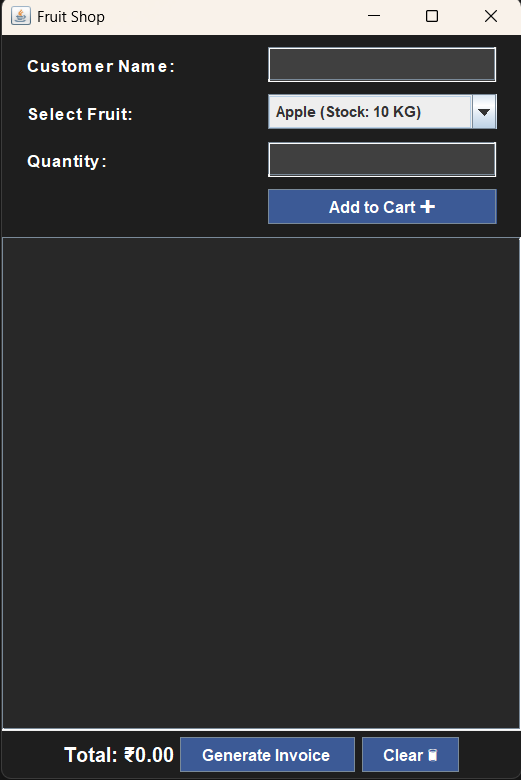 Fruit Shop
Customer Name:
Select Fruit:
Apple (Stock: 10 KG)
Quantity:
Add to Cart ➕
Total: ₹0.00
Generate Invoice
Clear